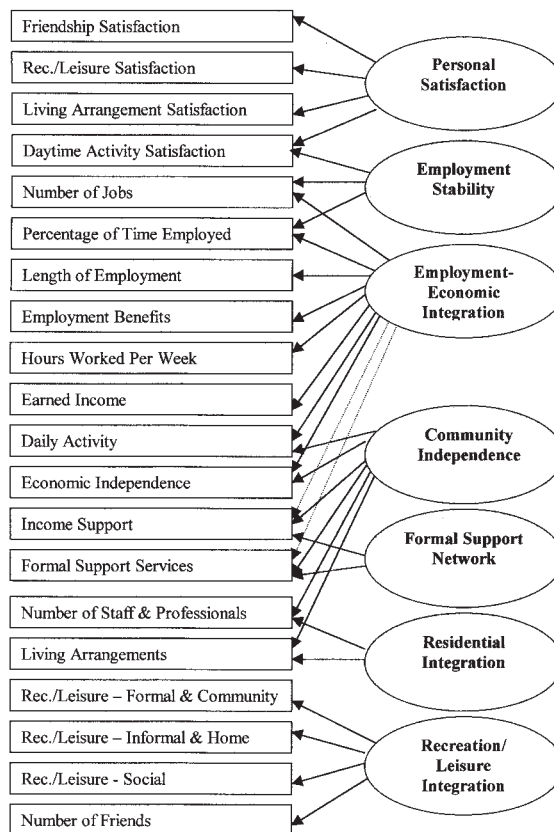 Friendship Satisfaction
Rec./Leisure Satisfaction
Living Arrangement Satisfaction
Daytime Activity Satisfaction
Number of Jobs
Percentage of Time Employed
Length of Employment
Employment Benefits
Hours Worked Per Week
Earned Income
Daily Activity
Economic Independence
Income Support
Formal Support Services
Number of Staff & Professionals
Living Arrangements
Rec./Leisure – Formal & Community
Rec./Leisure – Informal & Home
Rec./Leisure - Social
Number of Friends
Personal
Satisfaction
Employment
Stability
Employment-
Economic
Integration
Community
Independence
Formal Support
Network
Residential
Integration
Recreation/
Leisure
Integration